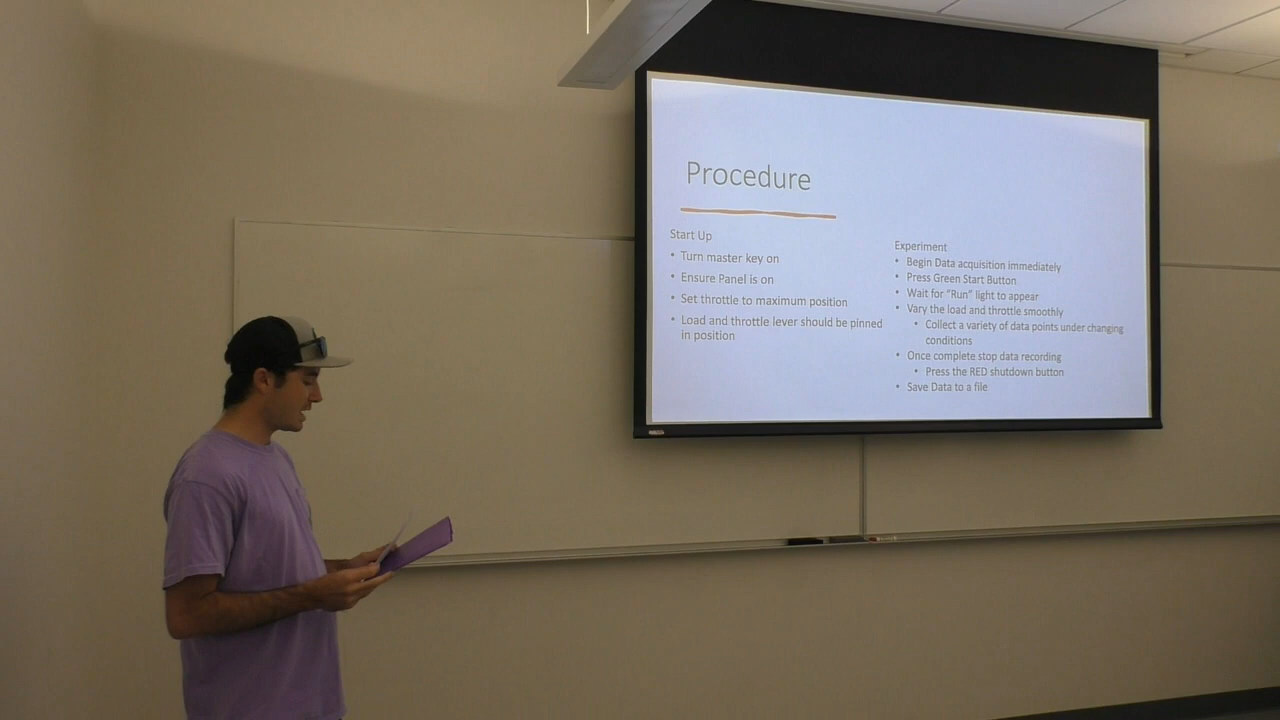 Procedure
Start Up
• Turn master key on
• Ensure Panel is on
• Set throttle to maximum position
• Load and throttle lever should be pinned
in position
Experiment
• Begin Data acquisition immediately
• Press Green Start Button
• Wait for “Run” light to appear
• Vary the load and throttle smoothly
• Collect a variety of data points under changing
conditions
• Once complete stop data recording
• Press the RED shutdown button
• Save Data to a file